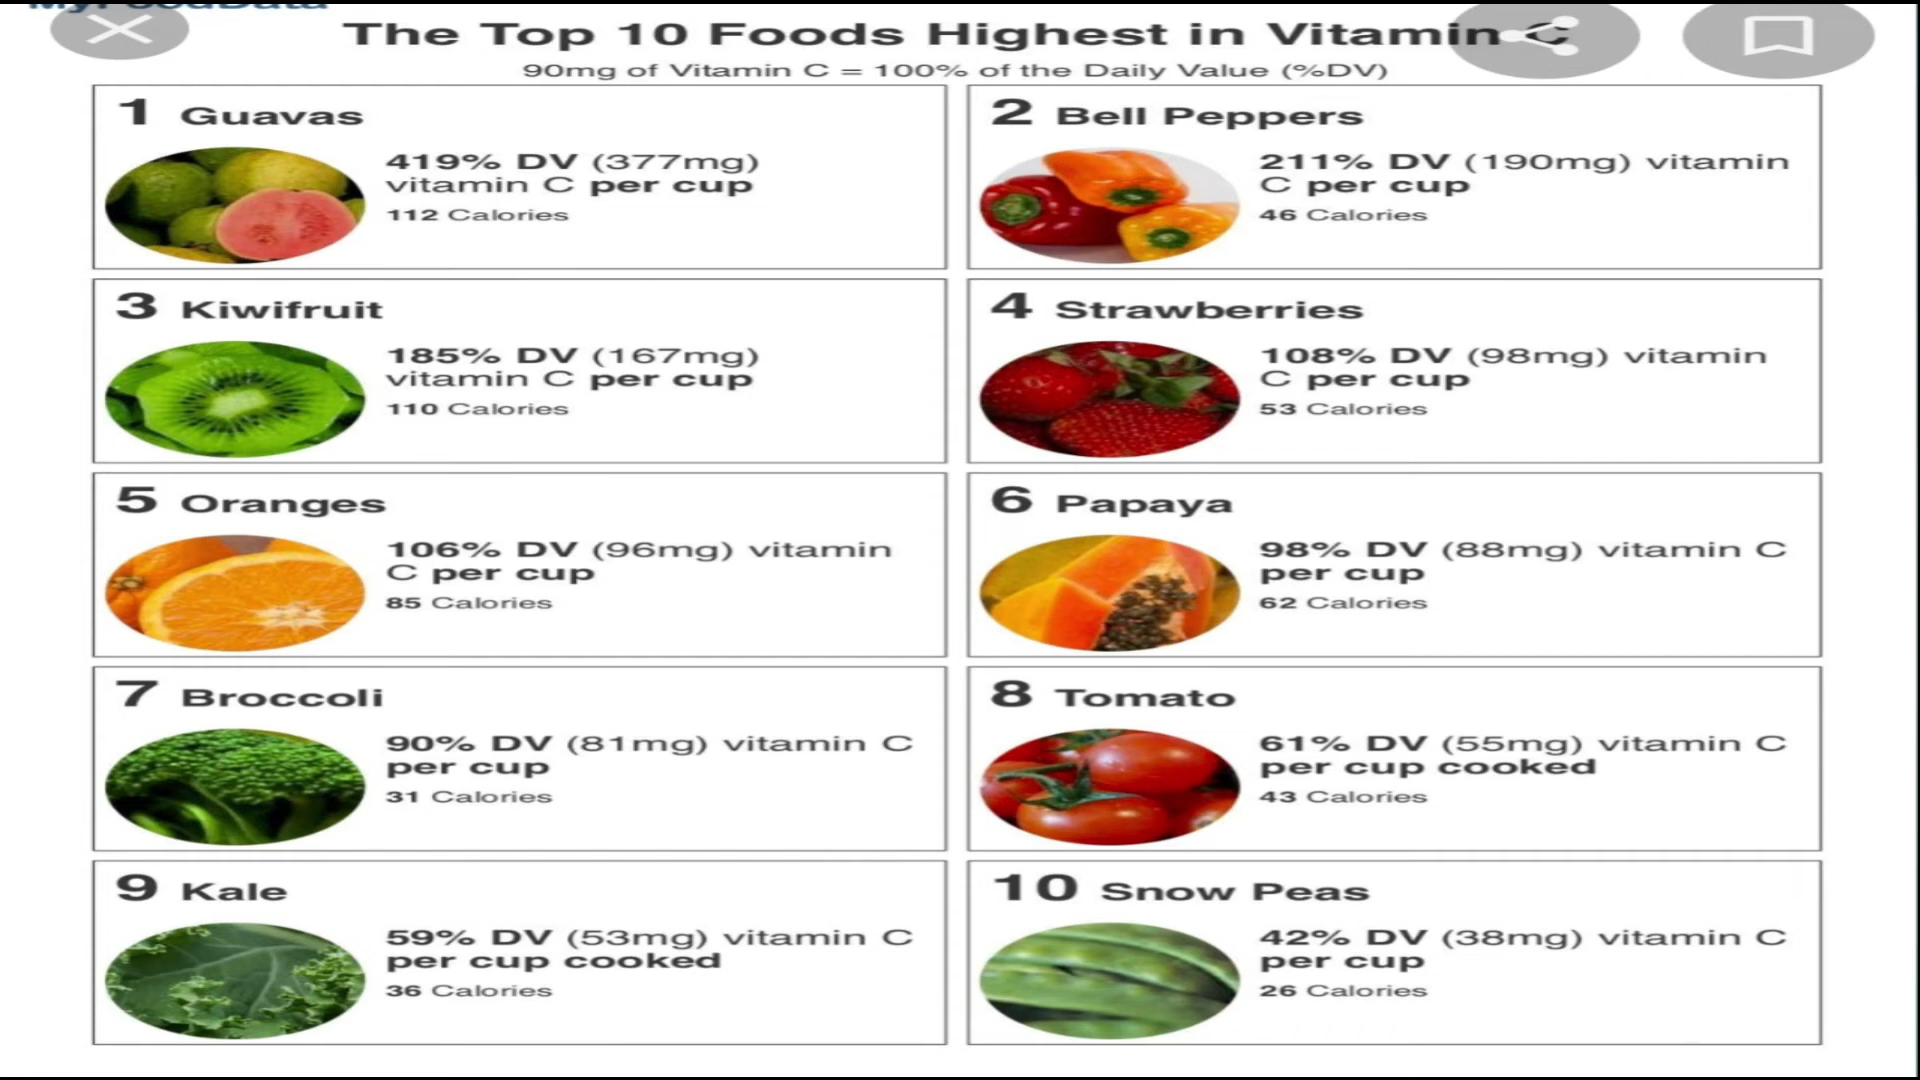 MyFoodData
The Top 10 Foods Highest in Vitamin C
90mg of Vitamin C = 100% of the Daily Value (%DV)
1 Guavas
419% DV (377mg)
vitamin C per cup
112 Calories
2 Bell Peppers
211% DV (190mg) vitamin
C per cup
46 Calories
3 Kiwifruit
185% DV (167mg)
vitamin C per cup
110 Calories
4 Strawberries
108% DV (98mg) vitamin
C per cup
53 Calories
5 Oranges
106% DV (96mg) vitamin
C per cup
85 Calories
6 Papaya
98% DV (88mg) vitamin C
per cup
62 Calories
7 Broccoli
90% DV (81mg) vitamin C
per cup
31 Calories
8 Tomato
61% DV (55mg) vitamin C
per cup cooked
43 Calories
9 Kale
59% DV (53mg) vitamin C
per cup cooked
36 Calories
10 Snow Peas
42% DV (38mg) vitamin C
per cup
26 Calories